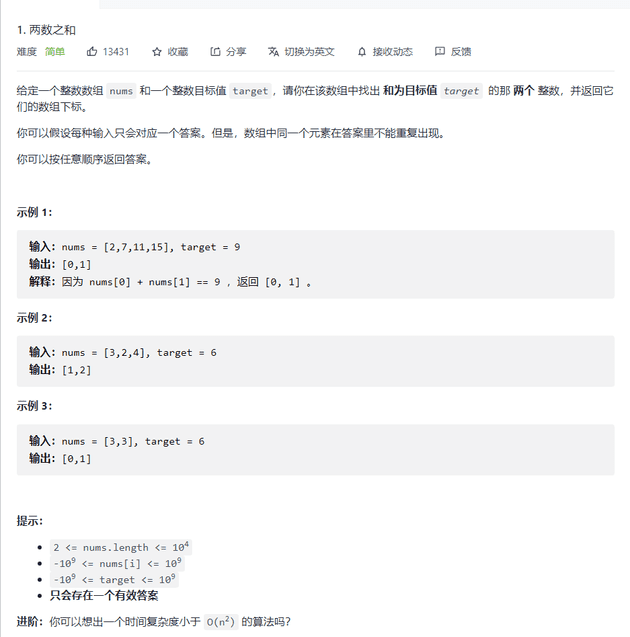 1. 两数之和
难度 简单 13431 收藏 分享 切换为英文 接收动态 反馈
给定一个整数数组 nums 和一个整数目标值 target，请你在该数组中找出 和为目标值 target 的那 两个 整数，并返回它
们的数组下标。
你可以假设每种输入只会对应一个答案。但是，数组中同一个元素在答案里不能重复出现。
你可以按任意顺序返回答案。
示例 1：
输入：nums = [2,7,11,15], target = 9
输出：[0,1]
解释：因为 nums[0] + nums[1] == 9 ，返回 [0, 1] 。
示例 2：
输入：nums = [3,2,4], target = 6
输出：[1,2]
示例 3：
输入：nums = [3,3], target = 6
输出：[0,1]
提示：
• 2 <= nums.length <= 10⁴
• -10⁹ <= nums[i] <= 10⁹
• -10⁹ <= target <= 10⁹
• 只会存在一个有效答案
进阶：你可以想出一个时间复杂度小于 O(n²) 的算法吗？